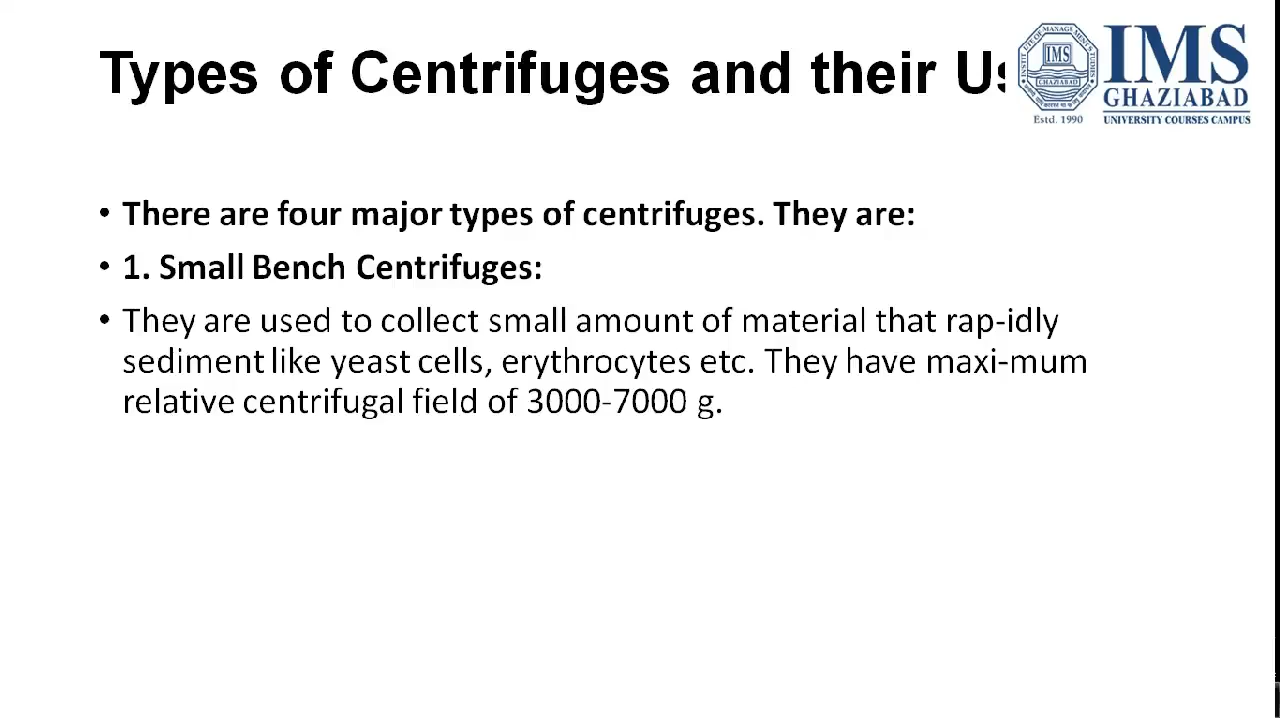 Types of Centrifuges and their Us
IMS
GHAZIABAD
Estd. 1990
UNIVERSITY COURSES CAMPUS
• There are four major types of centrifuges. They are:
• 1. Small Bench Centrifuges:
• They are used to collect small amount of material that rap-idly
sediment like yeast cells, erythrocytes etc. They have maxi-mum
relative centrifugal field of 3000-7000 g.